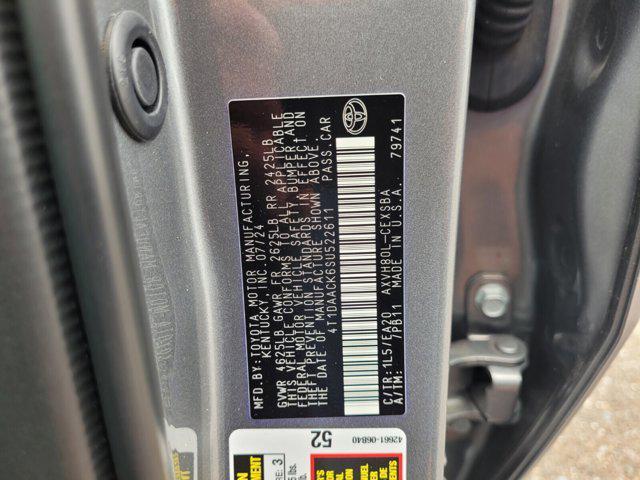 MFD.BY:TOYOTA MOTOR MANUFACTURING,
KENTUCKY, INC. 07/24
GVWR 4625LB GAWR FR 2625LB RR 2425LB
THIS VEHICLE CONFORMS TO ALL APPLICABLE
FEDERAL MOTOR VEHICLE SAFETY, BUMPER, AND
THEFT PREVENTION STANDARDS IN EFFECT ON
THE DATE OF MANUFACTURE SHOWN ABOVE.
4T1DAACK6SU522611 PASS.CAR
C/TR:1L5/EA20 AXVH80L-CEXSBA
A/TM: 7PB11 MADE IN U.S.A. 79741
52
42661-06B40